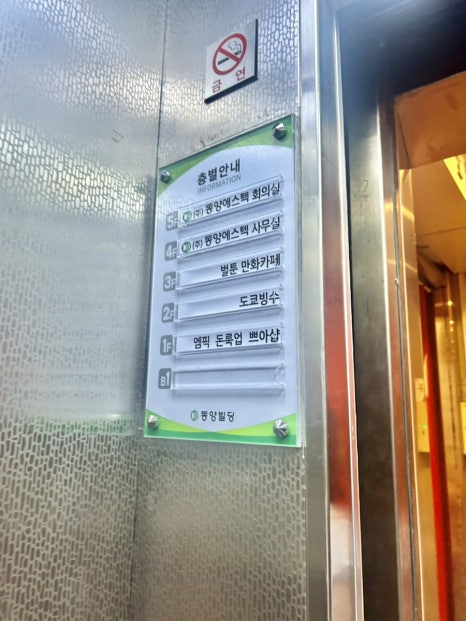 금연
층별안내
INFORMATION
5F (주)동양에스텍 회의실
4F (주)동양에스텍 사무실
3F 벌툰 만화카페
2F 도쿄빙수
1F 엠픽 돈룩업 쁘아샵
B1
동양빌딩